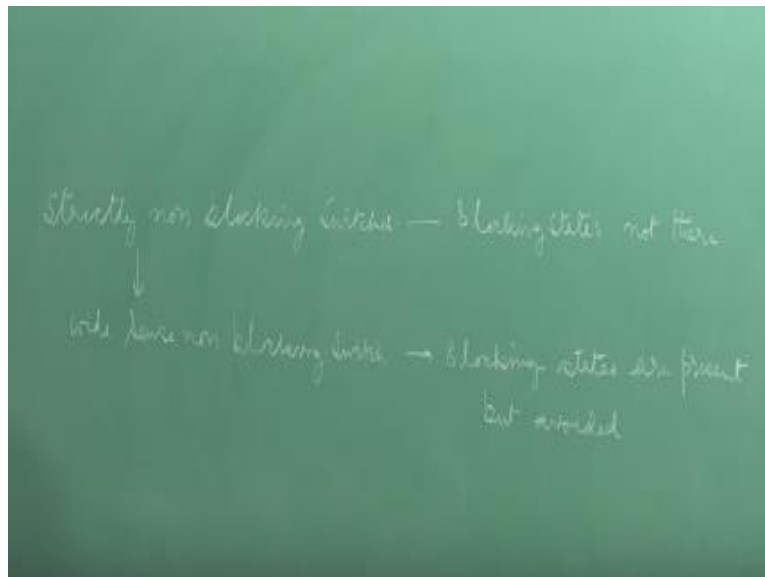 Strictly non blocking Switches — Blocking states not there
↓
wide Sense non blocking Switch → Blocking states are present
but avoided